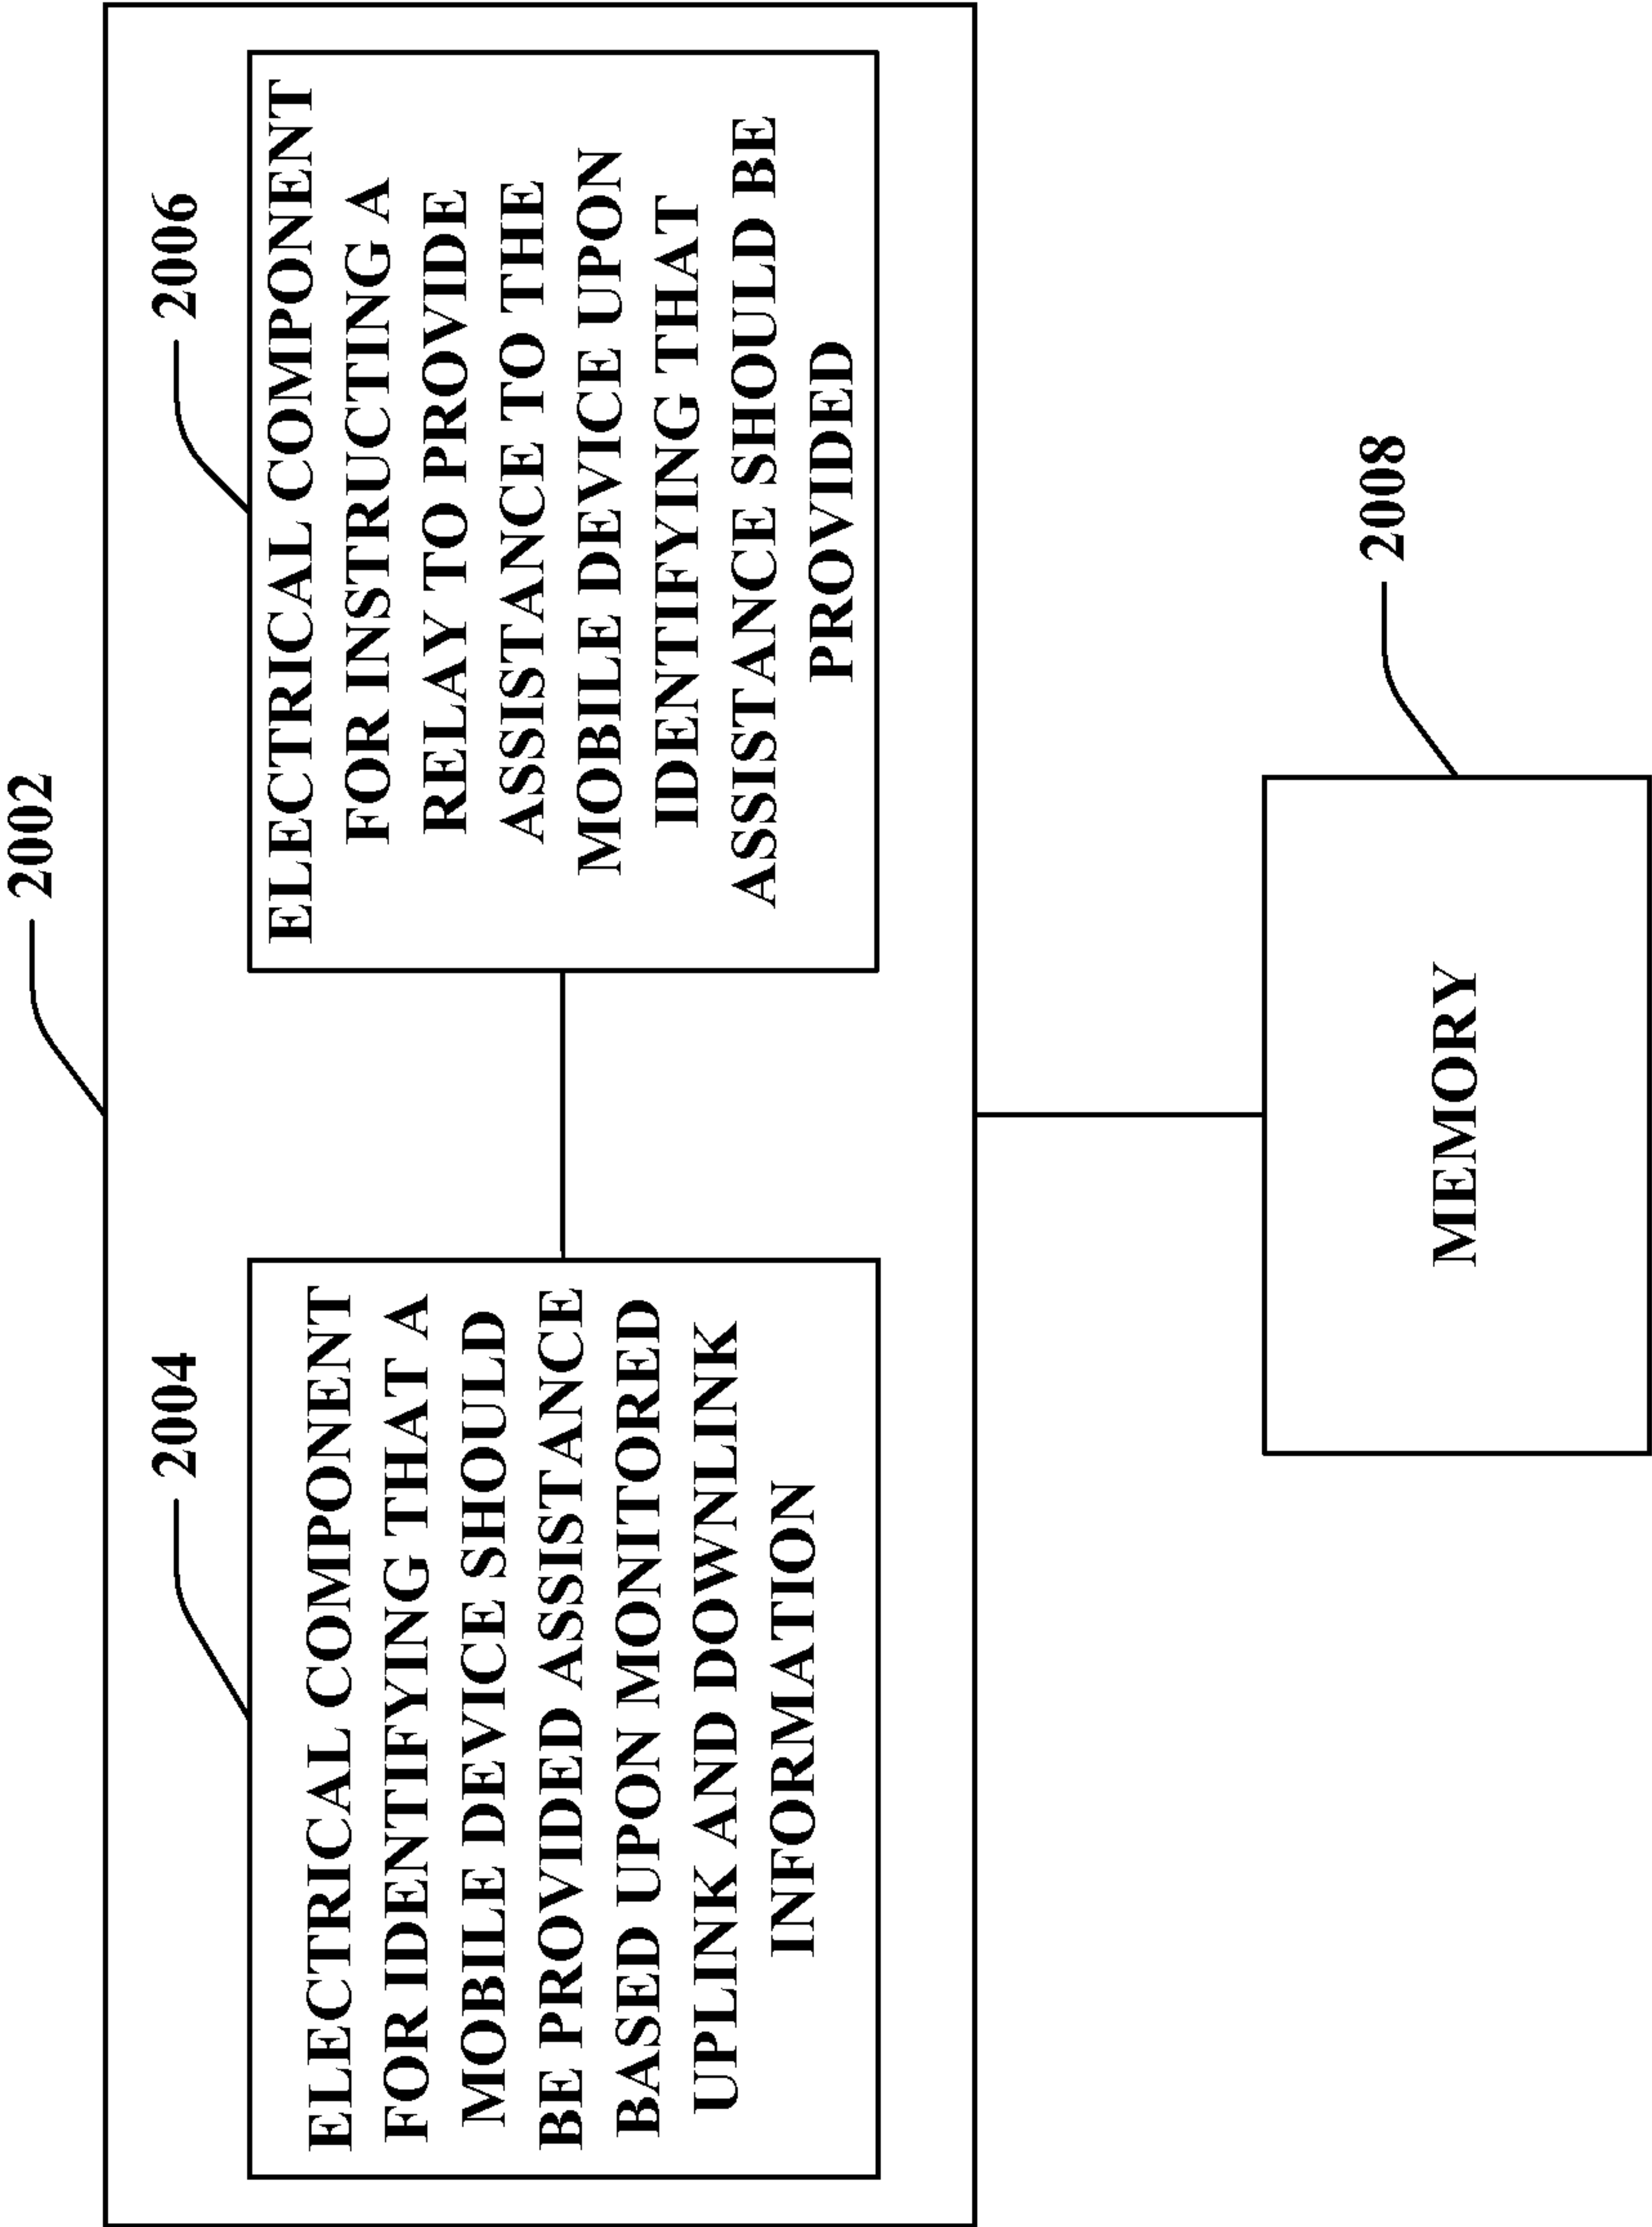 2002
2004
ELECTRICAL COMPONENT
FOR IDENTIFYING THAT A
MOBILE DEVICE SHOULD
BE PROVIDED ASSISTANCE
BASED UPON MONITORED
UPLINK AND DOWNLINK
INFORMATION
2006
ELECTRICAL COMPONENT
FOR INSTRUCTING A
RELAY TO PROVIDE
ASSISTANCE TO THE
MOBILE DEVICE UPON
IDENTIFYING THAT
ASSISTANCE SHOULD BE
PROVIDED
2008
MEMORY